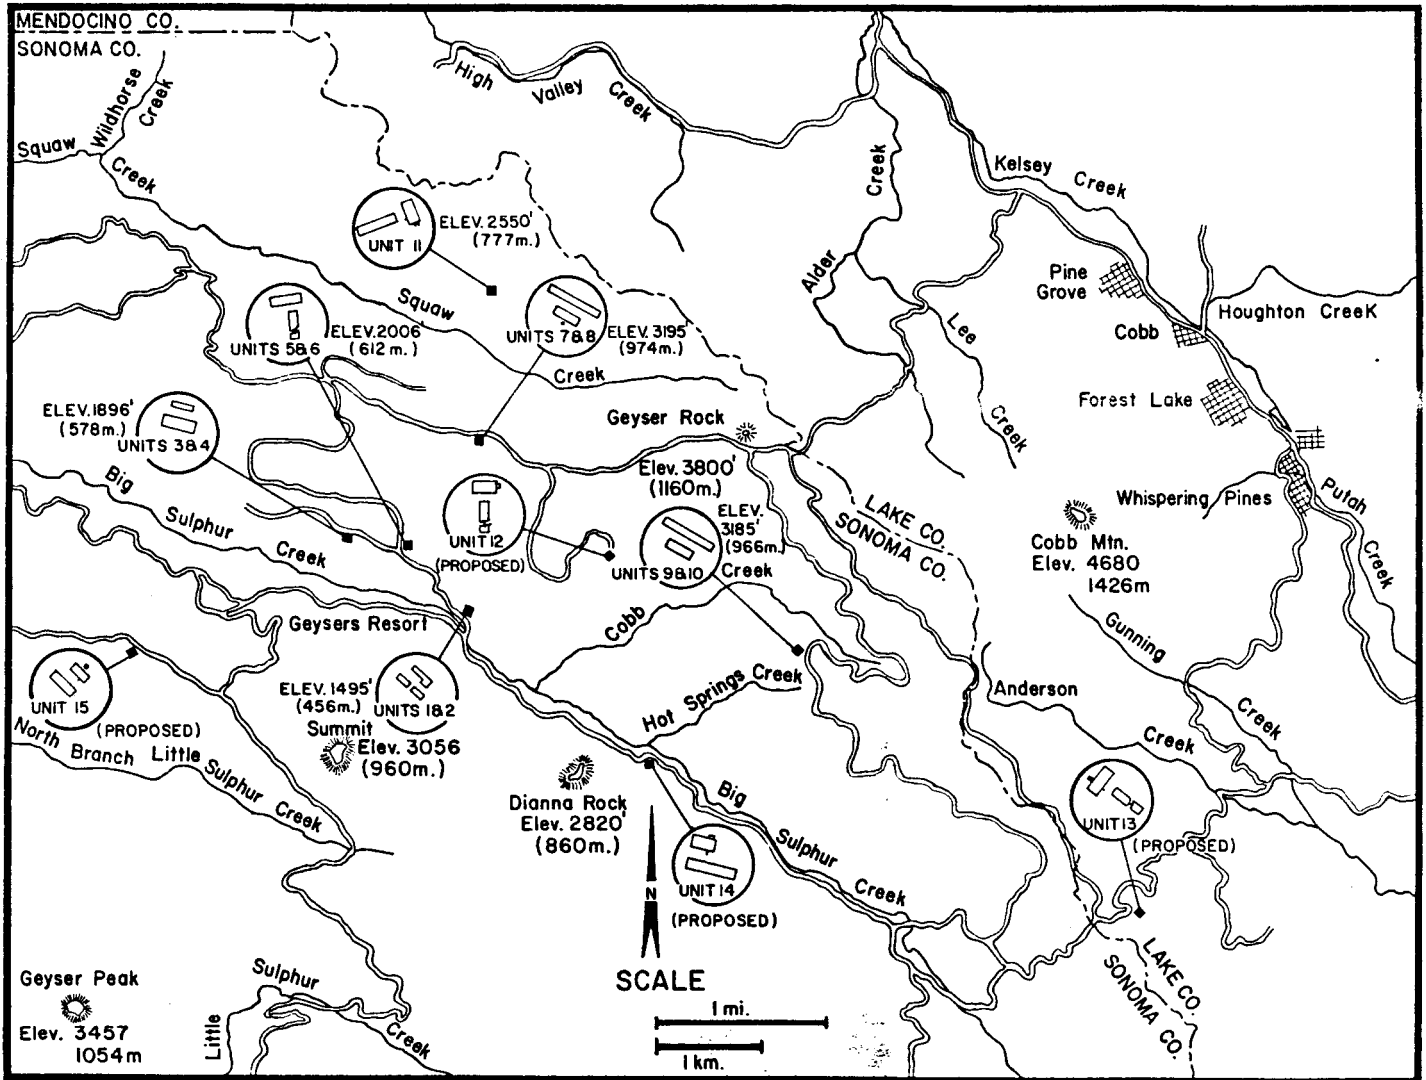 MENDOCINO CO.
SONOMA CO.
Wildhorse
Creek
Squaw
Creek
High
Valley
Creek
Creek
Alder
Kelsey
Creek
UNIT 11
ELEV. 2550'
(777m.)
Pine
Grove
Houghton CreeK
Cobb
Squaw
Creek
UNITS 5&6
ELEV. 2006'
(612 m.)
UNITS 7&8
ELEV. 3195
(974m.)
Lee
Creek
Forest Lake
ELEV. 1896'
(578m.)
UNITS 3&4
Geyser Rock
Elev. 3800'
(1160m.)
Big
Sulphur
Creek
UNIT 12
(PROPOSED)
ELEV.
3185'
(966m.)
UNITS 9&10
LAKE CO.
SONOMA CO.
Whispering Pines
Putah
Creek
Cobb Mtn.
Elev. 4680
1426m
Cobb
Creek
Geysers Resort
Gunning
Creek
UNIT 15
(PROPOSED)
ELEV. 1495'
(456m.)
UNITS 1&2
Hot Springs Creek
Anderson
Creek
Summit
Elev. 3056
(960m.)
North Branch Little Sulphur Creek
Dianna Rock
Elev. 2820'
(860m.)
Big
Sulphur
Creek
UNIT 13
(PROPOSED)
UNIT 14
(PROPOSED)
N
SCALE
1 mi.
1 km.
LAKE CO.
SONOMA CO.
Geyser Peak
Elev. 3457
1054m
Little
Sulphur
Creek